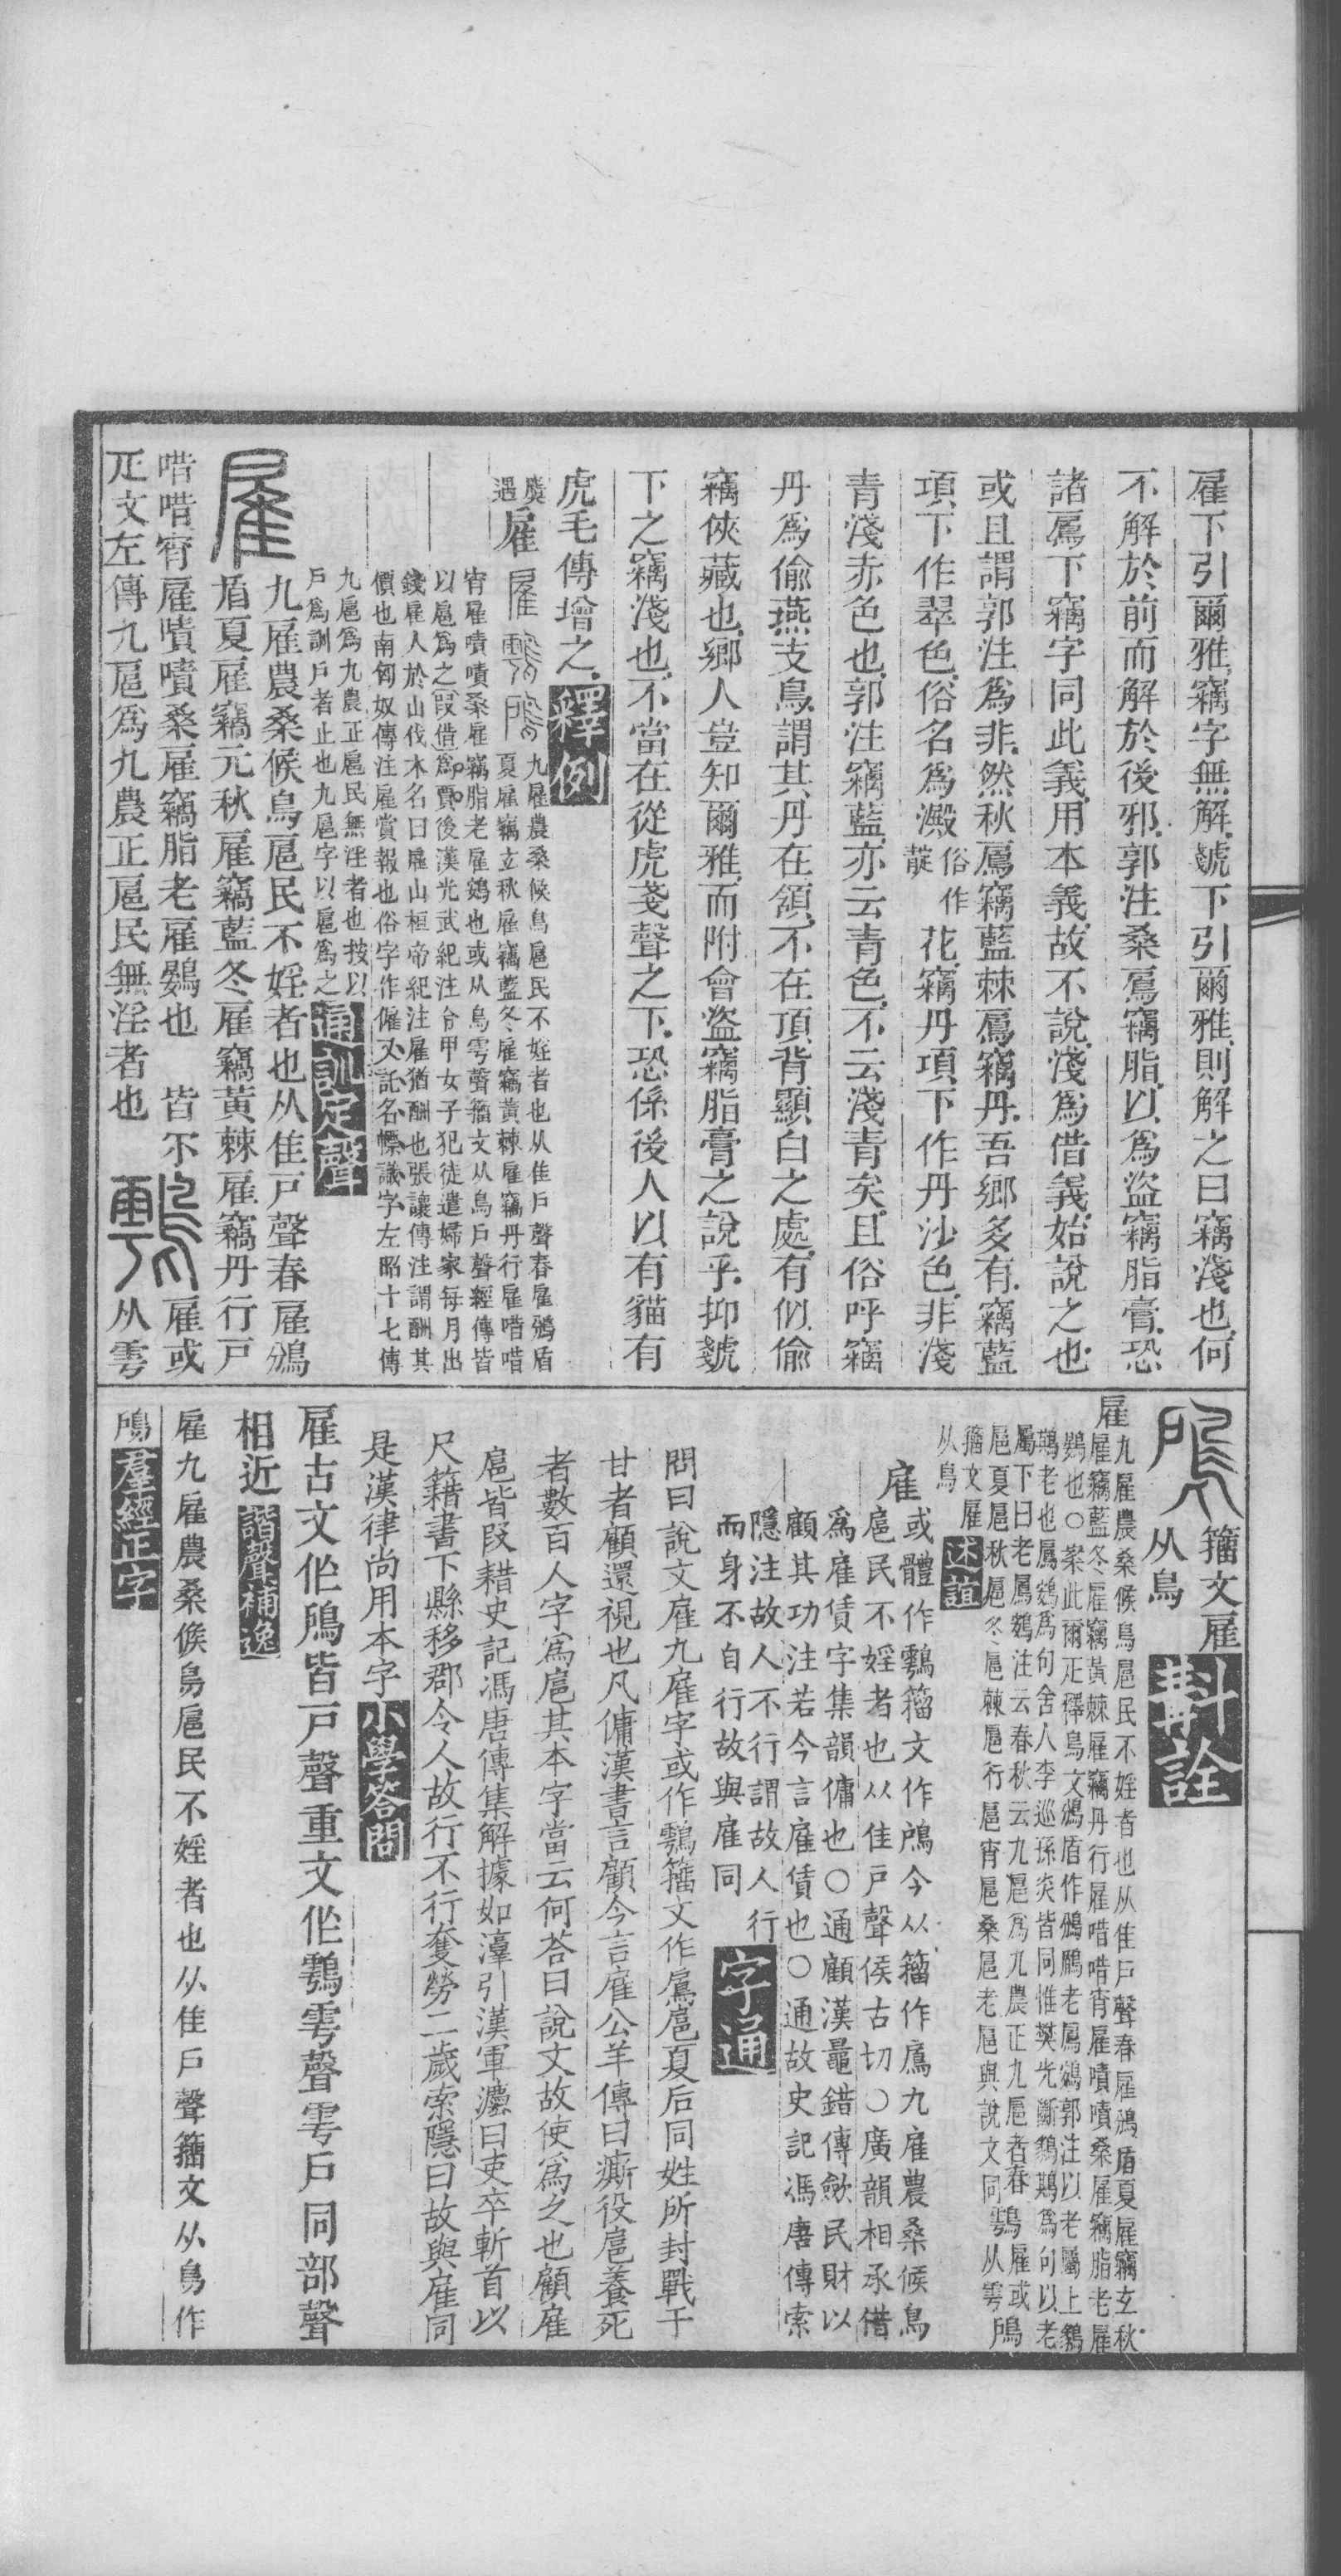 雇下引爾雅竊字無解虦下引爾雅則解之曰竊淺也何
不解於前而解於後邪郭注桑鳸竊脂以爲盜竊脂膏恐
諸鳸下竊字同此義用本義故不說淺爲借義始說之也
或且謂郭注爲非然秋鳸竊藍棘鳸竊丹吾鄉多有竊藍
項下作翠色俗名爲澱俗作靛花竊丹項下作丹沙色非淺
青淺赤色也郭注竊藍亦云青色不云淺青矣且俗呼竊
丹爲偷燕支鳥謂其丹在頷不在頂背顯白之處有似偷
竊俠藏也鄉人豈知爾雅而附會盜竊脂膏之說乎抑虦
下之竊淺也不當在從虎戔聲之下恐係後人以有貓有
虎毛傳增之釋例
廣遇雇九雇農桑候鳥扈民不婬者也从隹戶聲春雇鳻盾
夏雇竊立秋雇竊藍冬雇竊黃棘雇竊丹行雇唶唶
宵雇嘖嘖桑雇竊脂老雇鷃也或从鳥雩聲籒文从鳥戶聲經傳皆
以扈爲之叚借爲賈後漢光武紀注令甲女子犯徒遣婦家每月出
錢雇人於山伐木名曰雇山桓帝紀注雇猶酬也張讓傳注謂酬其
價也南匈奴傳注雇賞報也俗字作僱又託名幖識字左昭十七傳
九扈爲九農正扈民無淫者也按以
戶爲訓戶者止也九扈字以扈爲之通訓定聲
雇九雇農桑候鳥扈民不婬者也从隹戶聲春雇鳻
盾夏雇竊元秋雇竊藍冬雇竊黃棘雇竊丹行戶
唶唶宵雇嘖嘖桑雇竊脂老雇鷃也 皆不 雇或
疋文左傳九扈爲九農正扈民無淫者也 从雩
籒文雇从鳥斠詮
雇九雇農桑候鳥扈民不婬者也从隹戶聲春雇鳻盾夏雇竊玄秋
雇竊藍冬雇竊黃棘雇竊丹行雇唶唶宵雇嘖嘖桑雇竊脂老雇
鷃也○案此爾疋釋鳥文鳻盾作鳻鶞老鳸鷃郭注以老屬上鷃
鷃老也鳸鷃爲句舍人李巡孫炎皆同惟樊光斷鷃鶞爲句以老
屬下曰老鳸鷃注云春秋云九扈爲九農正九扈者春
扈夏扈秋扈冬扈棘扈行扈宵扈桑扈老扈與說文同鶚雇或从雩鳸
籒文雇从鳥述誼
雇或體作鶚籒文作鳸今从籒作鳸九雇農桑候鳥
扈民不婬者也从隹戶聲侯古切○廣韻相承借
爲雇賃字集韻傭也○通顧漢鼂錯傳斂民財以
顧其功注若今言雇賃也○通故史記馮唐傳索
隱注故人不行謂故人行
而身不自行故與雇同字通
問曰說文雇九雇字或作鶚籒文作鳸扈夏后同姓所封戰于
甘者顧還視也凡傭漢書言顧今言雇公羊傳曰廝役扈養死
者數百人字爲扈其本字當云何荅曰說文故使爲之也顧雇
扈皆叚耤史記馮唐傳集解據如湻引漢軍灋曰吏卒斬首以
尺籍書下縣移郡令人故行不行奪勞二歲索隱曰故與雇同
是漢律尚用本字小學答問
雇古文作鳸皆戶聲重文作鶚雩聲雩戶同部聲
相近諧聲補逸
雇九雇農桑候鳥扈民不婬者也从隹戶聲籒文从鳥作
鳸羣經正字